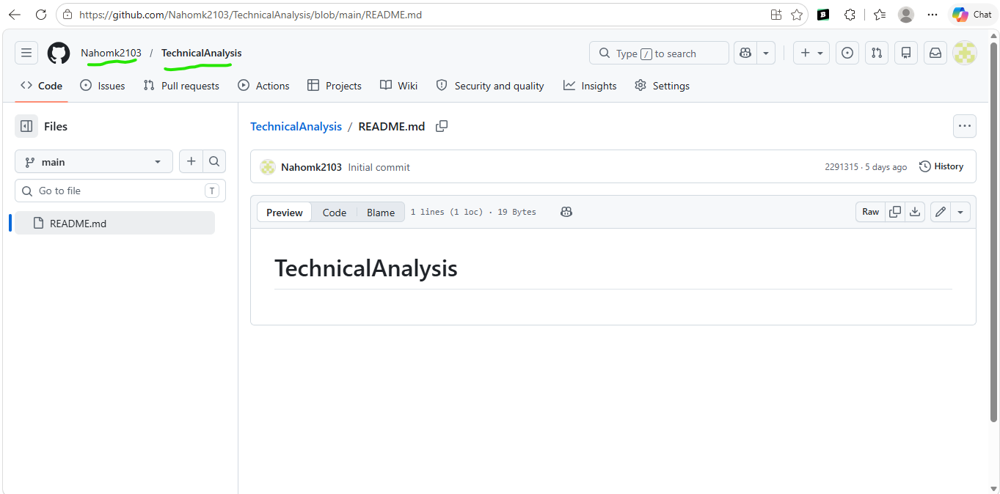 https://github.com/Nahomk2103/TechnicalAnalysis/blob/main/README.md
B
Chat
Nahomk2103 / TechnicalAnalysis
Type / to search
Code Issues Pull requests Actions Projects Wiki Security and quality Insights Settings
Files
TechnicalAnalysis / README.md
main
Nahomk2103 Initial commit
2291315 · 5 days ago History
Go to file T
Preview Code Blame 1 lines (1 loc) · 19 Bytes
Raw
README.md
TechnicalAnalysis